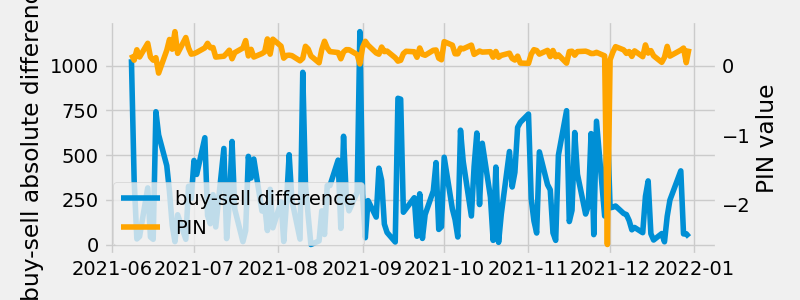 buy-sell absolute difference
1000
750
500
250
0
buy-sell difference
PIN
0
−1
−2
PIN value
2021-06 2021-07 2021-08 2021-09 2021-10 2021-11 2021-12 2022-01